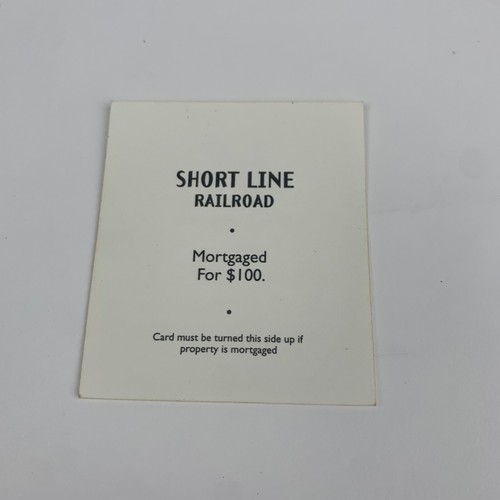 SHORT LINE
RAILROAD
•
Mortgaged
For $100.
•
Card must be turned this side up if
property is mortgaged